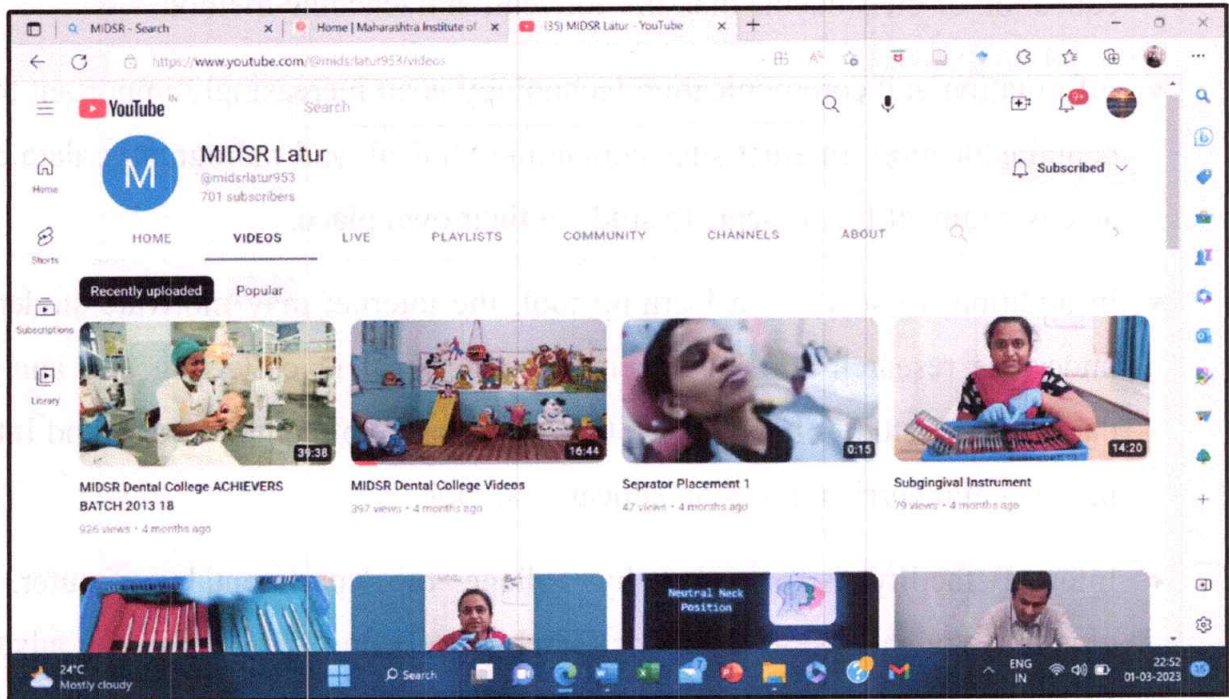 MIDSR - Search
Home | Maharashtra Institute of
(35) MIDSR Latur - YouTube
https://www.youtube.com/@midsrlatur953/videos
YouTube IN
Search
9+
M
MIDSR Latur
@midsrlatur953
701 subscribers
Subscribed
Home
Shorts
Subscriptions
Library
HOME VIDEOS LIVE PLAYLISTS COMMUNITY CHANNELS ABOUT
Recently uploaded Popular
39:38
16:44
0:15
14:20
MIDSR Dental College ACHIEVERS
BATCH 2013 18
926 views • 4 months ago
MIDSR Dental College Videos
397 views • 4 months ago
Seprator Placement 1
47 views • 4 months ago
Subgingival Instrument
79 views • 4 months ago
Neutral Neck
Position
24°C
Mostly cloudy
Search
ENG
IN
22:52
01-03-2023